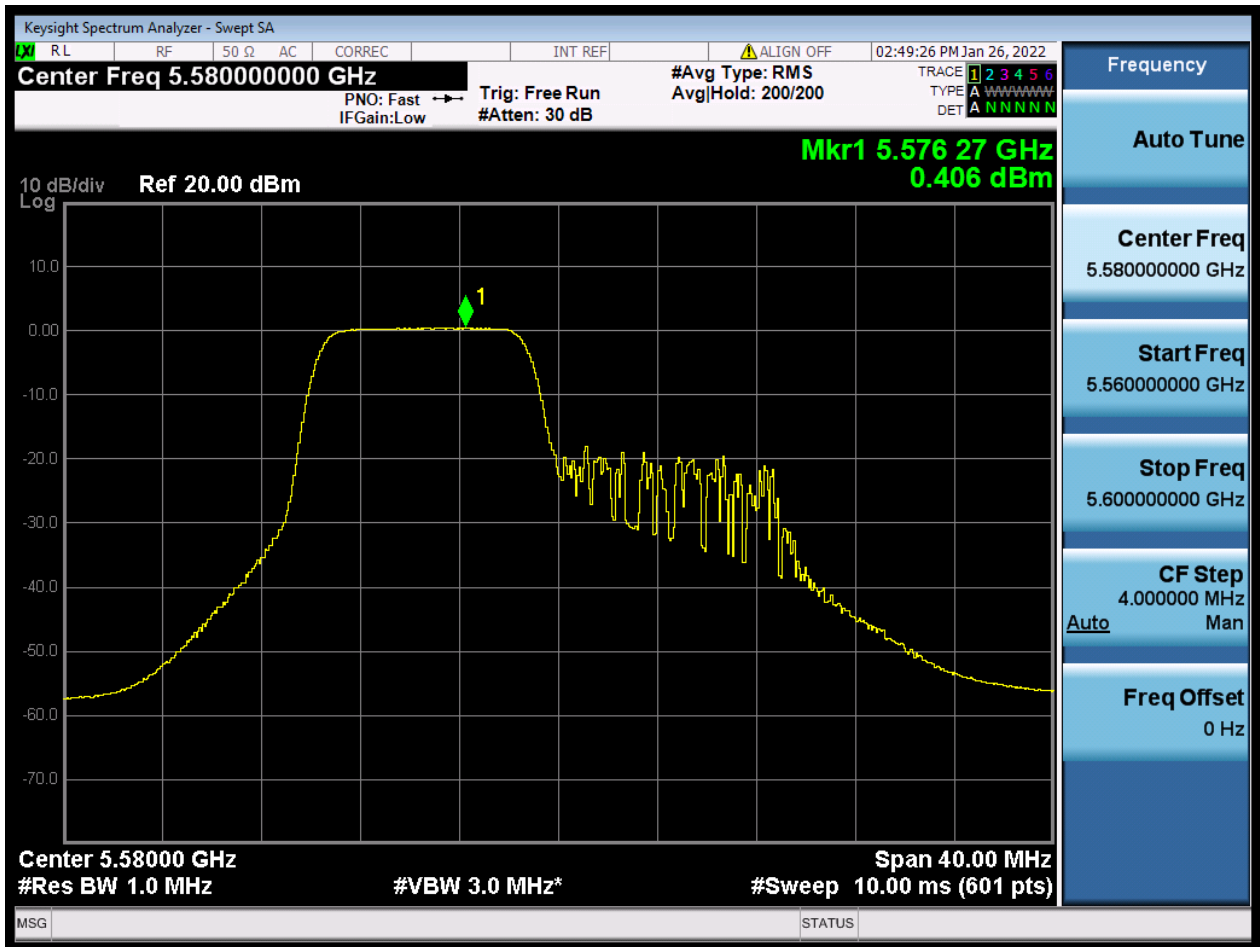 Keysight Spectrum Analyzer - Swept SA
LXI RL RF 50 Ω AC CORREC INT REF ALIGN OFF 02:49:26 PM Jan 26, 2022
Center Freq 5.580000000 GHz
PNO: Fast
IFGain:Low
Trig: Free Run
#Atten: 30 dB
#Avg Type: RMS
Avg|Hold: 200/200
TRACE 1 2 3 4 5 6
TYPE A WWWWW
DET A N N N N N
Mkr1 5.576 27 GHz
0.406 dBm
10 dB/div Ref 20.00 dBm
Log
10.0
0.00
-10.0
-20.0
-30.0
-40.0
-50.0
-60.0
-70.0
1
Center 5.58000 GHz Span 40.00 MHz
#Res BW 1.0 MHz #VBW 3.0 MHz* #Sweep 10.00 ms (601 pts)
MSG STATUS
Frequency
Auto Tune
Center Freq
5.580000000 GHz
Start Freq
5.560000000 GHz
Stop Freq
5.600000000 GHz
CF Step
4.000000 MHz
Auto Man
Freq Offset
0 Hz